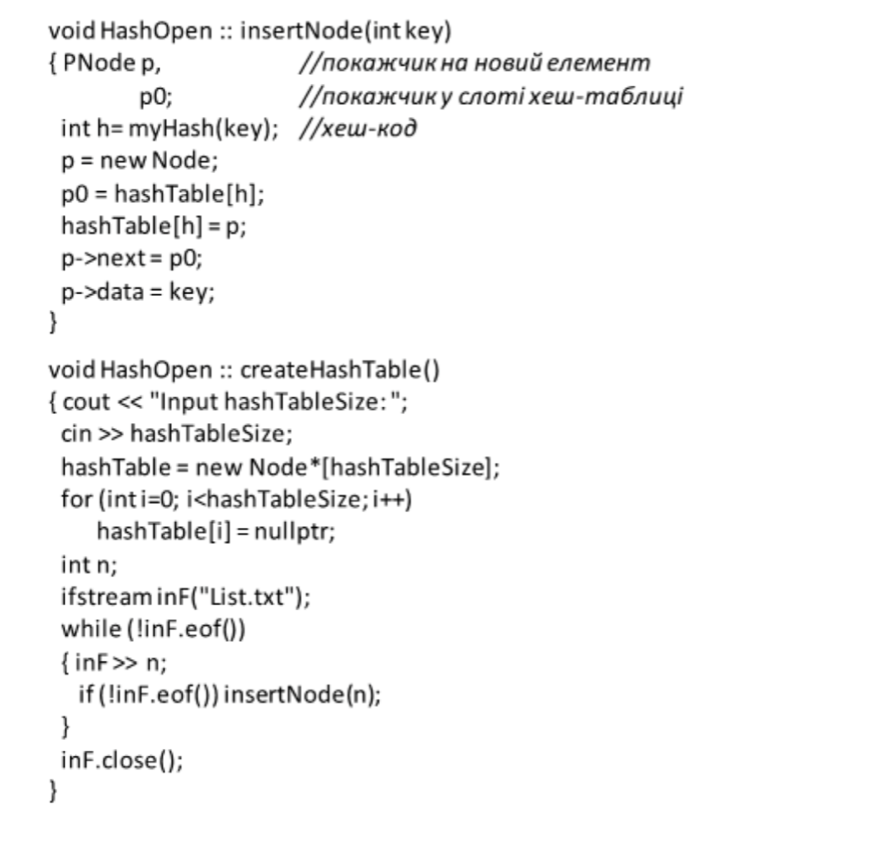 void HashOpen :: insertNode(int key)
{ PNode p, //покажчик на новий елемент
p0; //покажчик у слоті хеш-таблиці
int h= myHash(key); //хеш-код
p = new Node;
p0 = hashTable[h];
hashTable[h] = p;
p->next = p0;
p->data = key;
}
void HashOpen :: createHashTable()
{ cout << "Input hashTableSize: ";
cin >> hashTableSize;
hashTable = new Node*[hashTableSize];
for (int i=0; i<hashTableSize; i++)
hashTable[i] = nullptr;
int n;
ifstream inF("List.txt");
while (!inF.eof())
{ inF >> n;
if (!inF.eof()) insertNode(n);
}
inF.close();
}